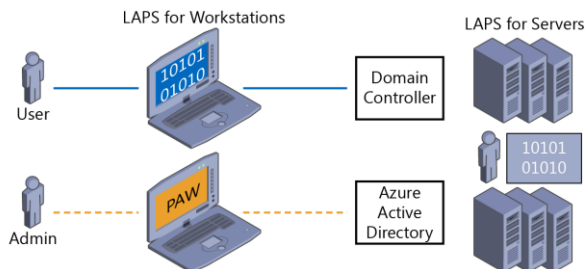 LAPS for Workstations
LAPS for Servers
10101
01010
User
Domain
Controller
10101
01010
PAW
Admin
Azure
Active
Directory